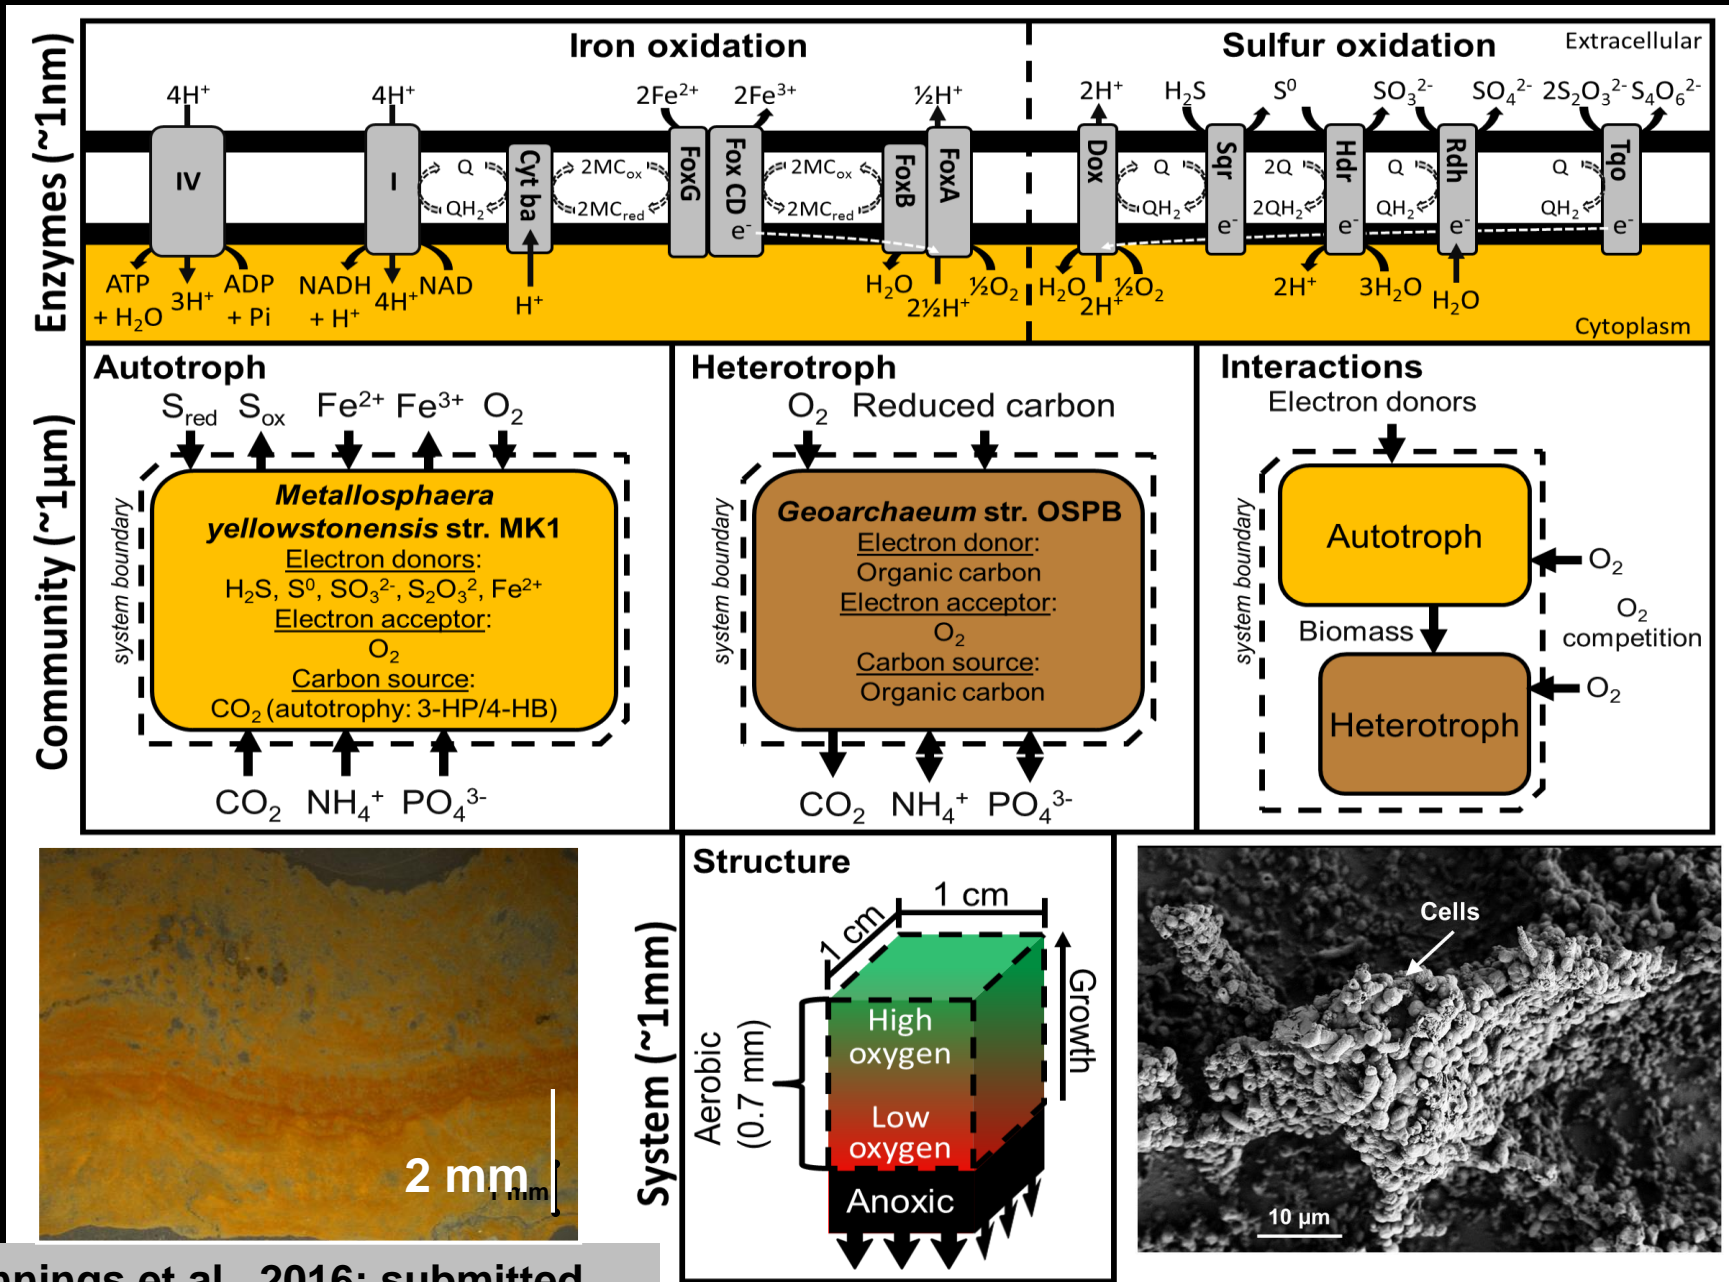 Enzymes (~1nm)
Iron oxidation
Sulfur oxidation
Extracellular
4H⁺
4H⁺
2Fe²⁺
2Fe³⁺
½H⁺
2H⁺
H₂S
S⁰
SO₃²⁻
SO₄²⁻
2S₂O₃²⁻
S₄O₆²⁻
IV
I
Q
QH₂
Cyt ba
2MCox
2MCred
FoxG
Fox CD
e⁻
2MCox
2MCred
FoxB
FoxA
Dox
Q
QH₂
Sqr
e⁻
2Q
2QH₂
Hdr
e⁻
Q
QH₂
Rdh
e⁻
Q
QH₂
Tqo
e⁻
ATP
+ H₂O
3H⁺
ADP
+ Pi
NADH
+ H⁺
4H⁺
NAD
H⁺
H₂O
2½H⁺
½O₂
H₂O
2H⁺
½O₂
2H⁺
3H₂O
H₂O
Cytoplasm
Community (~1μm)
Autotroph
Sred Sox Fe²⁺ Fe³⁺ O₂
system boundary
Metallosphaera
yellowstonensis str. MK1
Electron donors:
H₂S, S⁰, SO₃²⁻, S₂O₃², Fe²⁺
Electron acceptor:
O₂
Carbon source:
CO₂ (autotrophy: 3-HP/4-HB)
CO₂ NH₄⁺ PO₄³⁻
Heterotroph
O₂ Reduced carbon
system boundary
Geoarchaeum str. OSPB
Electron donor:
Organic carbon
Electron acceptor:
O₂
Carbon source:
Organic carbon
CO₂ NH₄⁺ PO₄³⁻
Interactions
Electron donors
system boundary
Autotroph
O₂
O₂
competition
Biomass
O₂
Heterotroph
2 mm
mm
System (~1mm)
Structure
1 cm
1 cm
Growth
Aerobic
(0.7 mm)
High
oxygen
Low
oxygen
Anoxic
Cells
10 μm
et al., 2016; submitted